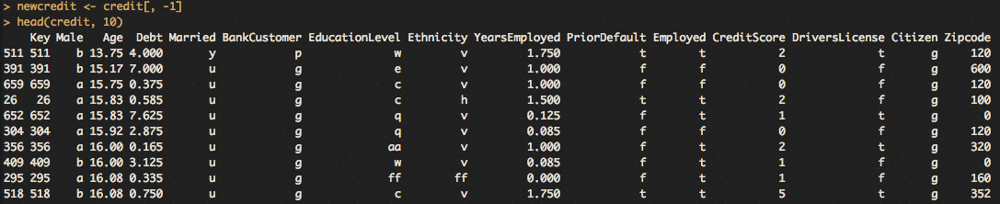 > newcredit <- credit[, -1]
> head(credit, 10)
Key Male Age Debt Married BankCustomer EducationLevel Ethnicity YearsEmployed PriorDefault Employed CreditScore DriversLicense Citizen Zipcode
511 511 b 13.75 4.000 y p w v 1.750 t t 2 t g 120
391 391 b 15.17 7.000 u g e v 1.000 f f 0 f g 600
659 659 a 15.75 0.375 u g c v 1.000 f f 0 f g 120
26 26 a 15.83 0.585 u g c h 1.500 t t 2 f g 100
652 652 a 15.83 7.625 u g q v 0.125 f t 1 t g 0
304 304 a 15.92 2.875 u g q v 0.085 f f 0 f g 120
356 356 a 16.00 0.165 u g aa v 1.000 f t 2 t g 320
409 409 b 16.00 3.125 u g w v 0.085 f t 1 f g 0
295 295 a 16.08 0.335 u g ff ff 0.000 f t 1 f g 160
518 518 b 16.08 0.750 u g c v 1.750 t t 5 t g 352